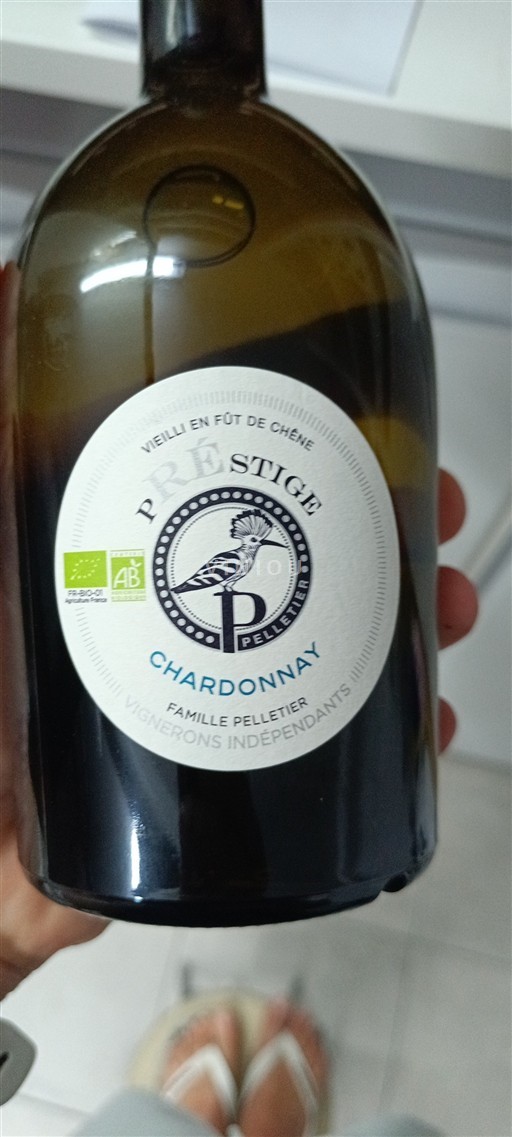 VIEILLI EN FÛT DE CHÊNE
PRÉSTIGE
P
PELLETIER
FR-BIO-01
Agriculture France
AB
CHARDONNAY
FAMILLE PELLETIER
VIGNERONS INDÉPENDANTS